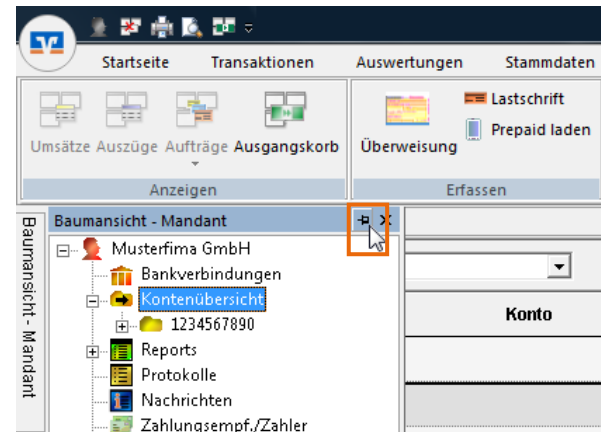 Startseite Transaktionen Auswertungen Stammdaten
Lastschrift
Prepaid laden
Umsätze Auszüge Aufträge Ausgangskorb Überweisung
Anzeigen Erfassen
Baumansicht - Mandant
Baumansicht - Mandant
Musterfima GmbH
Bankverbindungen
Kontenübersicht
1234567890
Konto
Reports
Protokolle
Nachrichten
Zahlungsempf./Zahler